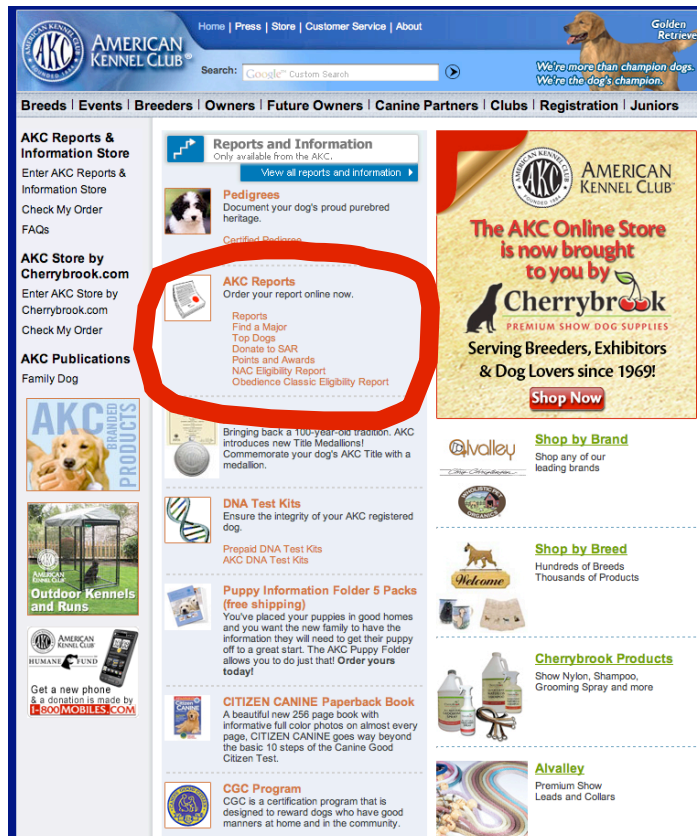 AMERICAN
KENNEL CLUB®
AKC
FOUNDED 1884
Home | Press | Store | Customer Service | About
Search: Google™ Custom Search
Golden
Retrieve
We're more than champion dogs.
We're the dog's champion.
Breeds | Events | Breeders | Owners | Future Owners | Canine Partners | Clubs | Registration | Juniors
AKC Reports &
Information Store
Enter AKC Reports &
Information Store
Check My Order
FAQs
AKC Store by
Cherrybrook.com
Enter AKC Store by
Cherrybrook.com
Check My Order
AKC Publications
Family Dog
AKC
BRANDED
PRODUCTS
AMERICAN
KENNEL CLUB
Outdoor Kennels
and Runs
AMERICAN
KENNEL CLUB
HUMANE FUND
Get a new phone
& a donation is made by
1-800MOBILES.COM
Reports and Information
Only available from the AKC.
View all reports and information
Pedigrees
Document your dog's proud purebred
heritage.
Certified Pedigree
AKC Reports
Order your report online now.
Reports
Find a Major
Top Dogs
Donate to SAR
Points and Awards
NAC Eligibility Report
Obedience Classic Eligibility Report
Bringing back a 100-year-old tradition. AKC
introduces new Title Medallions!
Commemorate your dog's AKC Title with a
medallion.
DNA Test Kits
Ensure the integrity of your AKC registered
dog.
Prepaid DNA Test Kits
AKC DNA Test Kits
Puppy Information Folder 5 Packs
(free shipping)
You've placed your puppies in good homes
and you want the new family to have the
information they will need to get their puppy
off to a great start. The AKC Puppy Folder
allows you to do just that! Order yours
today!
CITIZEN CANINE Paperback Book
A beautiful new 256 page book with
informative full color photos on almost every
page, CITIZEN CANINE goes way beyond
the basic 10 steps of the Canine Good
Citizen Test.
CITIZEN
CANINE
CGC Program
CGC is a certification program that is
designed to reward dogs who have good
manners at home and in the community.
AMERICAN KENNEL CLUB
AKC
FOUNDED 1884
AMERICAN
KENNEL CLUB™
The AKC Online Store
is now brought
to you by
Cherrybrook
PREMIUM SHOW DOG SUPPLIES
Serving Breeders, Exhibitors
& Dog Lovers since 1969!
Shop Now
Alvalley
Chris Christensen
WHOLISTIC PET
ORGANICS
Shop by Brand
Shop any of our
leading brands
Welcome
Shop by Breed
Hundreds of Breeds
Thousands of Products
Cherrybrook Products
Show Nylon, Shampoo,
Grooming Spray and more
Alvalley
Premium Show
Leads and Collars